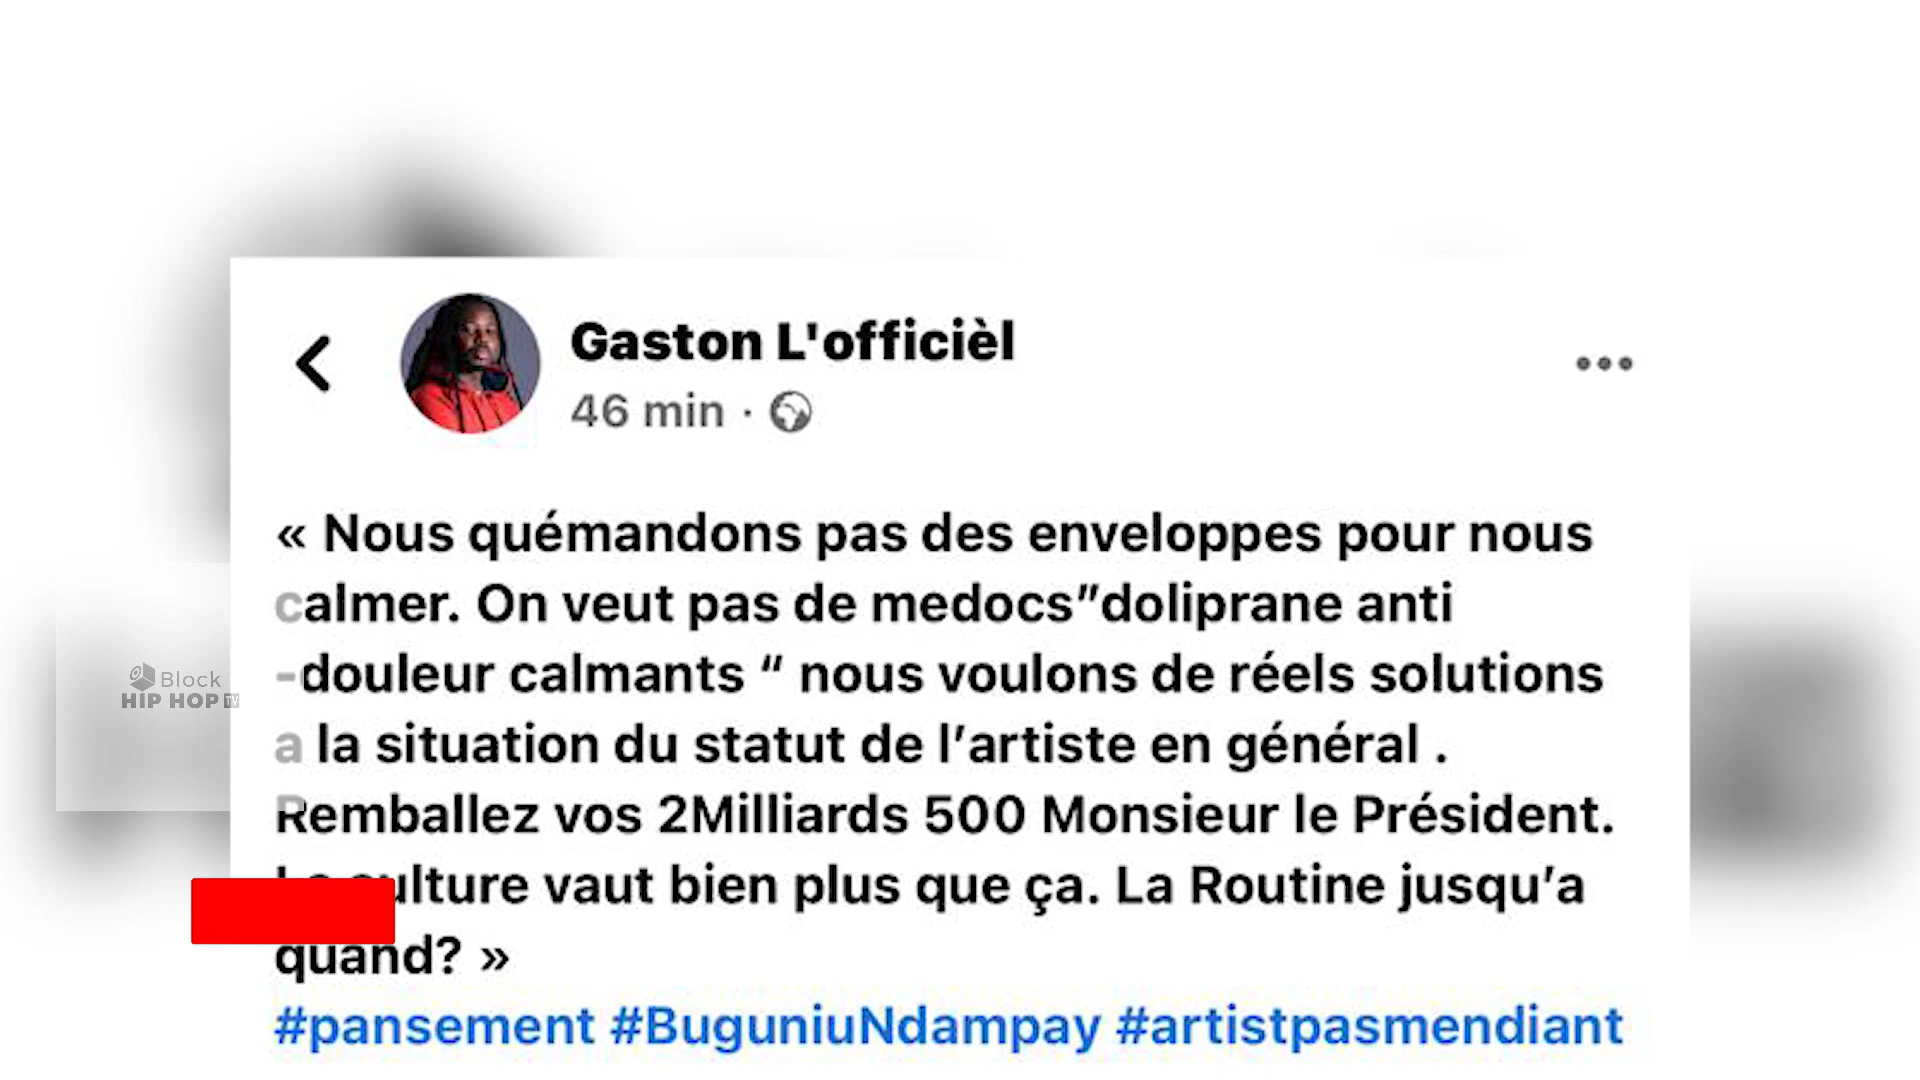 Gaston L'officièl
46 min ·
« Nous quémandons pas des enveloppes pour nous
calmer. On veut pas de medocs”doliprane anti
-douleur calmants “ nous voulons de réels solutions
a la situation du statut de l’artiste en général .
Remballez vos 2Milliards 500 Monsieur le Président.
vaut bien plus que ça. La Routine jusqu’a
quand? »
#pansement #BuguniuNdampay #artistpasmendiant
Block
HIP HOP TV